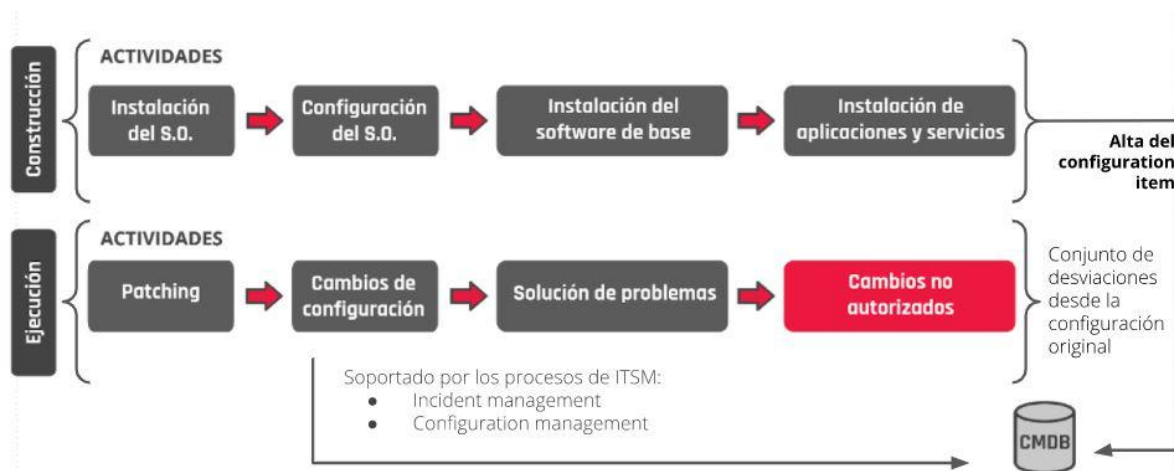 Construcción
ACTIVIDADES
Instalación
del S.O.
Configuración
del S.O.
Instalación del
software de base
Instalación de
aplicaciones y servicios
Alta del
configuration
item
Ejecución
ACTIVIDADES
Patching
Cambios de
configuración
Solución de problemas
Cambios no
autorizados
Conjunto de
desviaciones
desde la
configuración
original
Soportado por los procesos de ITSM:
● Incident management
● Configuration management
CMDB